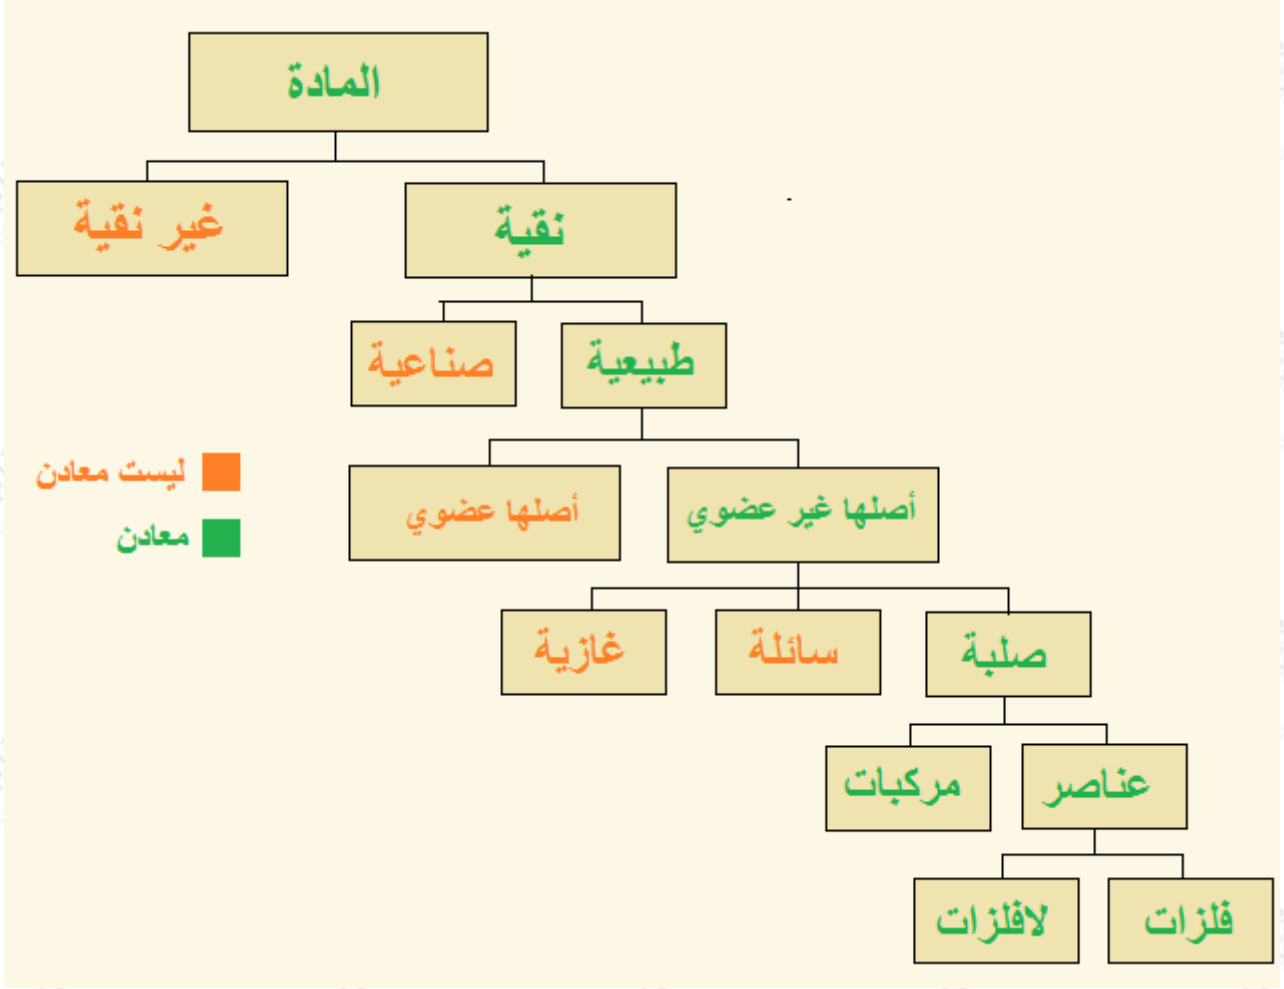 المادة
نقية
غير نقية
طبيعية
صناعية
أصلها غير عضوي
أصلها عضوي
ليست معادن
معادن
صلبة
سائلة
غازية
عناصر
مركبات
فلزات
لافلزات